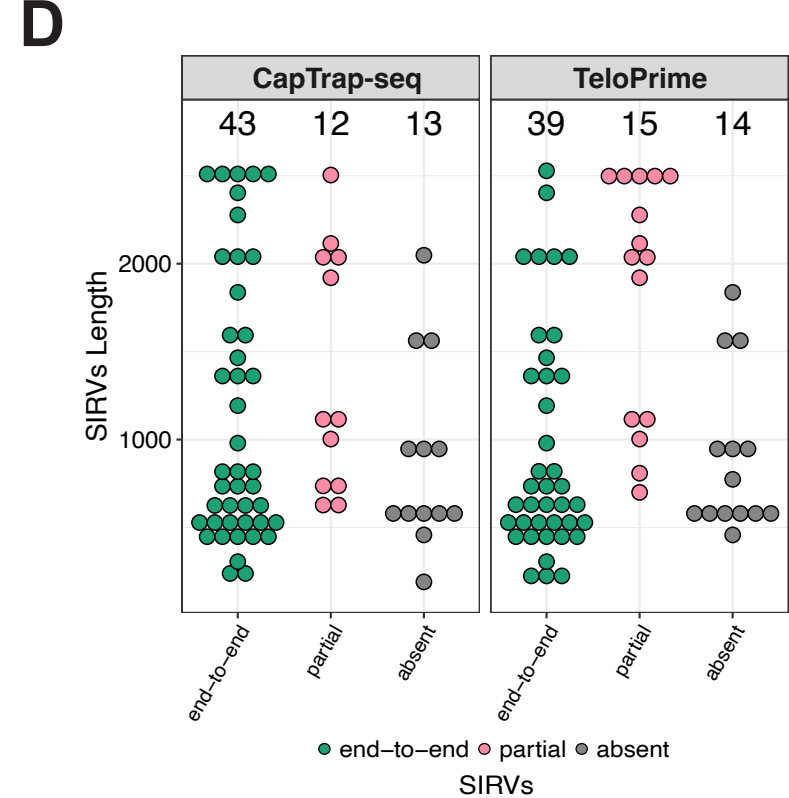 D
CapTrap-seq TeloPrime
43 12 13 39 15 14
2000
1000
SIRVs Length
end−to−end partial absent end−to−end partial absent
end−to−end partial absent
SIRVs